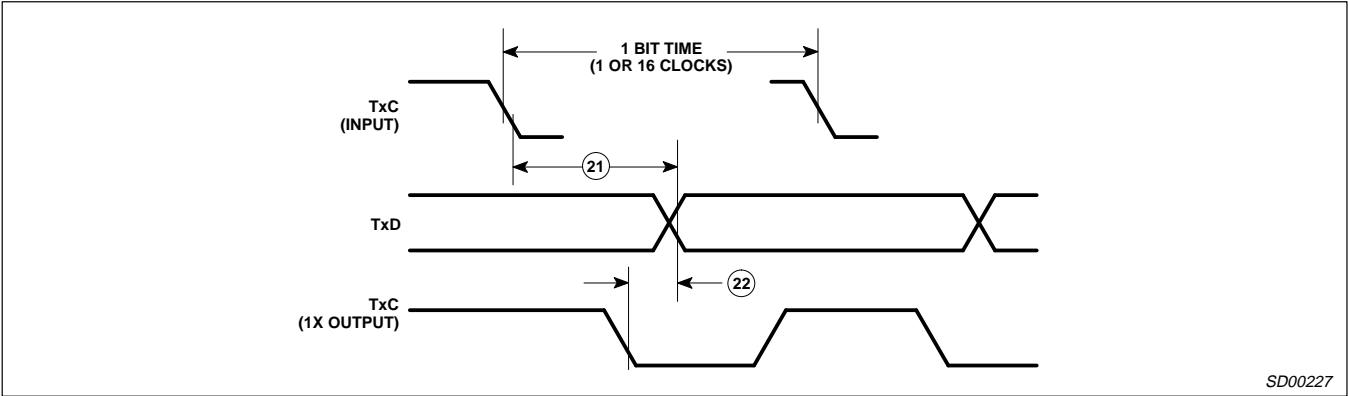 1 BIT TIME
(1 OR 16 CLOCKS)
TxC
(INPUT)
21
TxD
22
TxC
(1X OUTPUT)
SD00227